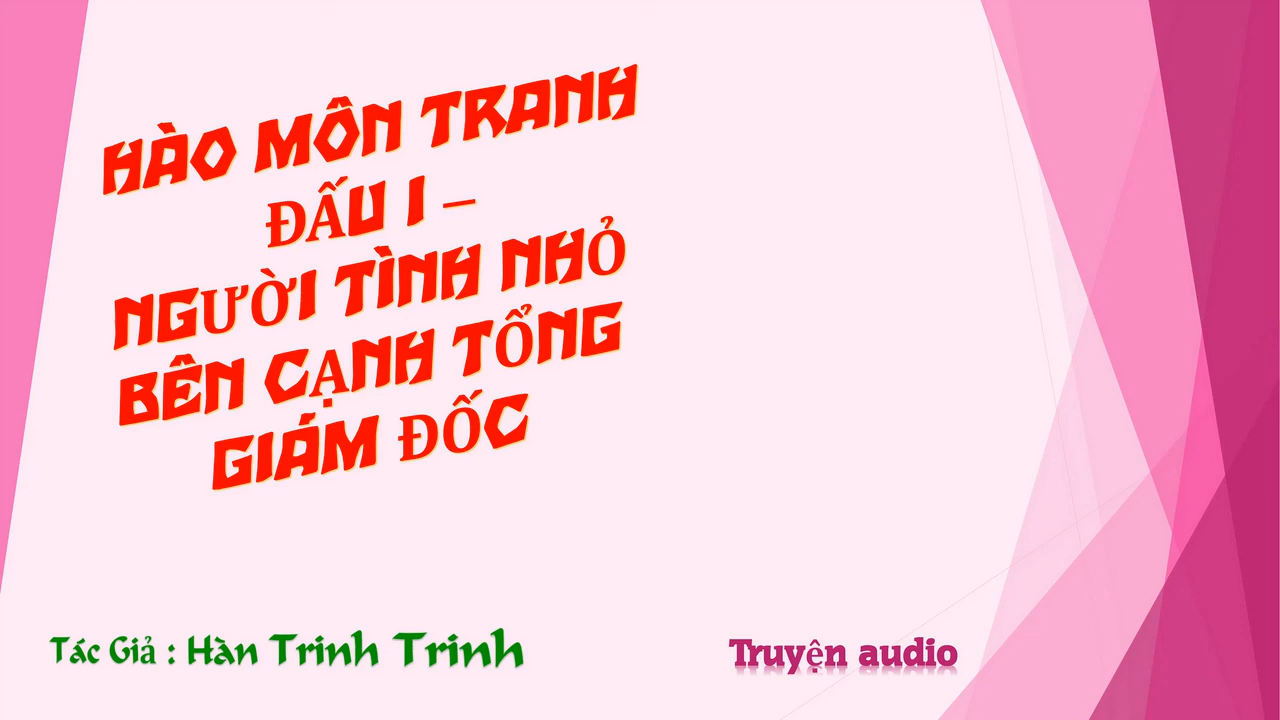 HÀO MÔN TRANH
ĐẤU I –
NGƯỜI TÌNH NHỎ
BÊN CẠNH TỔNG
GIÁM ĐỐC
Tác Giả : Hàn Trinh Trinh
Truyện audio